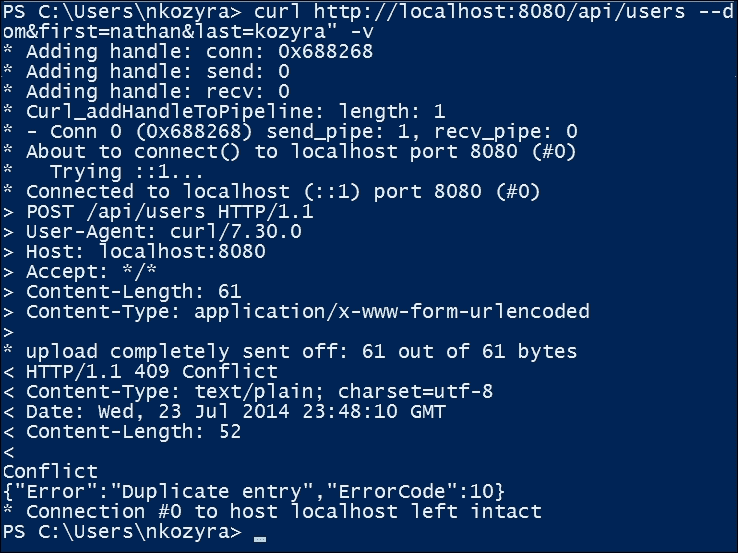 PS C:\Users\nkozyra> curl http://localhost:8080/api/users --d
om&first=nathan&last=kozyra" -v
* Adding handle: conn: 0x688268
* Adding handle: send: 0
* Adding handle: recv: 0
* Curl_addHandleToPipeline: length: 1
* - Conn 0 (0x688268) send_pipe: 1, recv_pipe: 0
* About to connect() to localhost port 8080 (#0)
*   Trying ::1...
* Connected to localhost (::1) port 8080 (#0)
> POST /api/users HTTP/1.1
> User-Agent: curl/7.30.0
> Host: localhost:8080
> Accept: */*
> Content-Length: 61
> Content-Type: application/x-www-form-urlencoded
>
* upload completely sent off: 61 out of 61 bytes
< HTTP/1.1 409 Conflict
< Content-Type: text/plain; charset=utf-8
< Date: Wed, 23 Jul 2014 23:48:10 GMT
< Content-Length: 52
<
Conflict
{"Error":"Duplicate entry","ErrorCode":10}
* Connection #0 to host localhost left intact
PS C:\Users\nkozyra> _